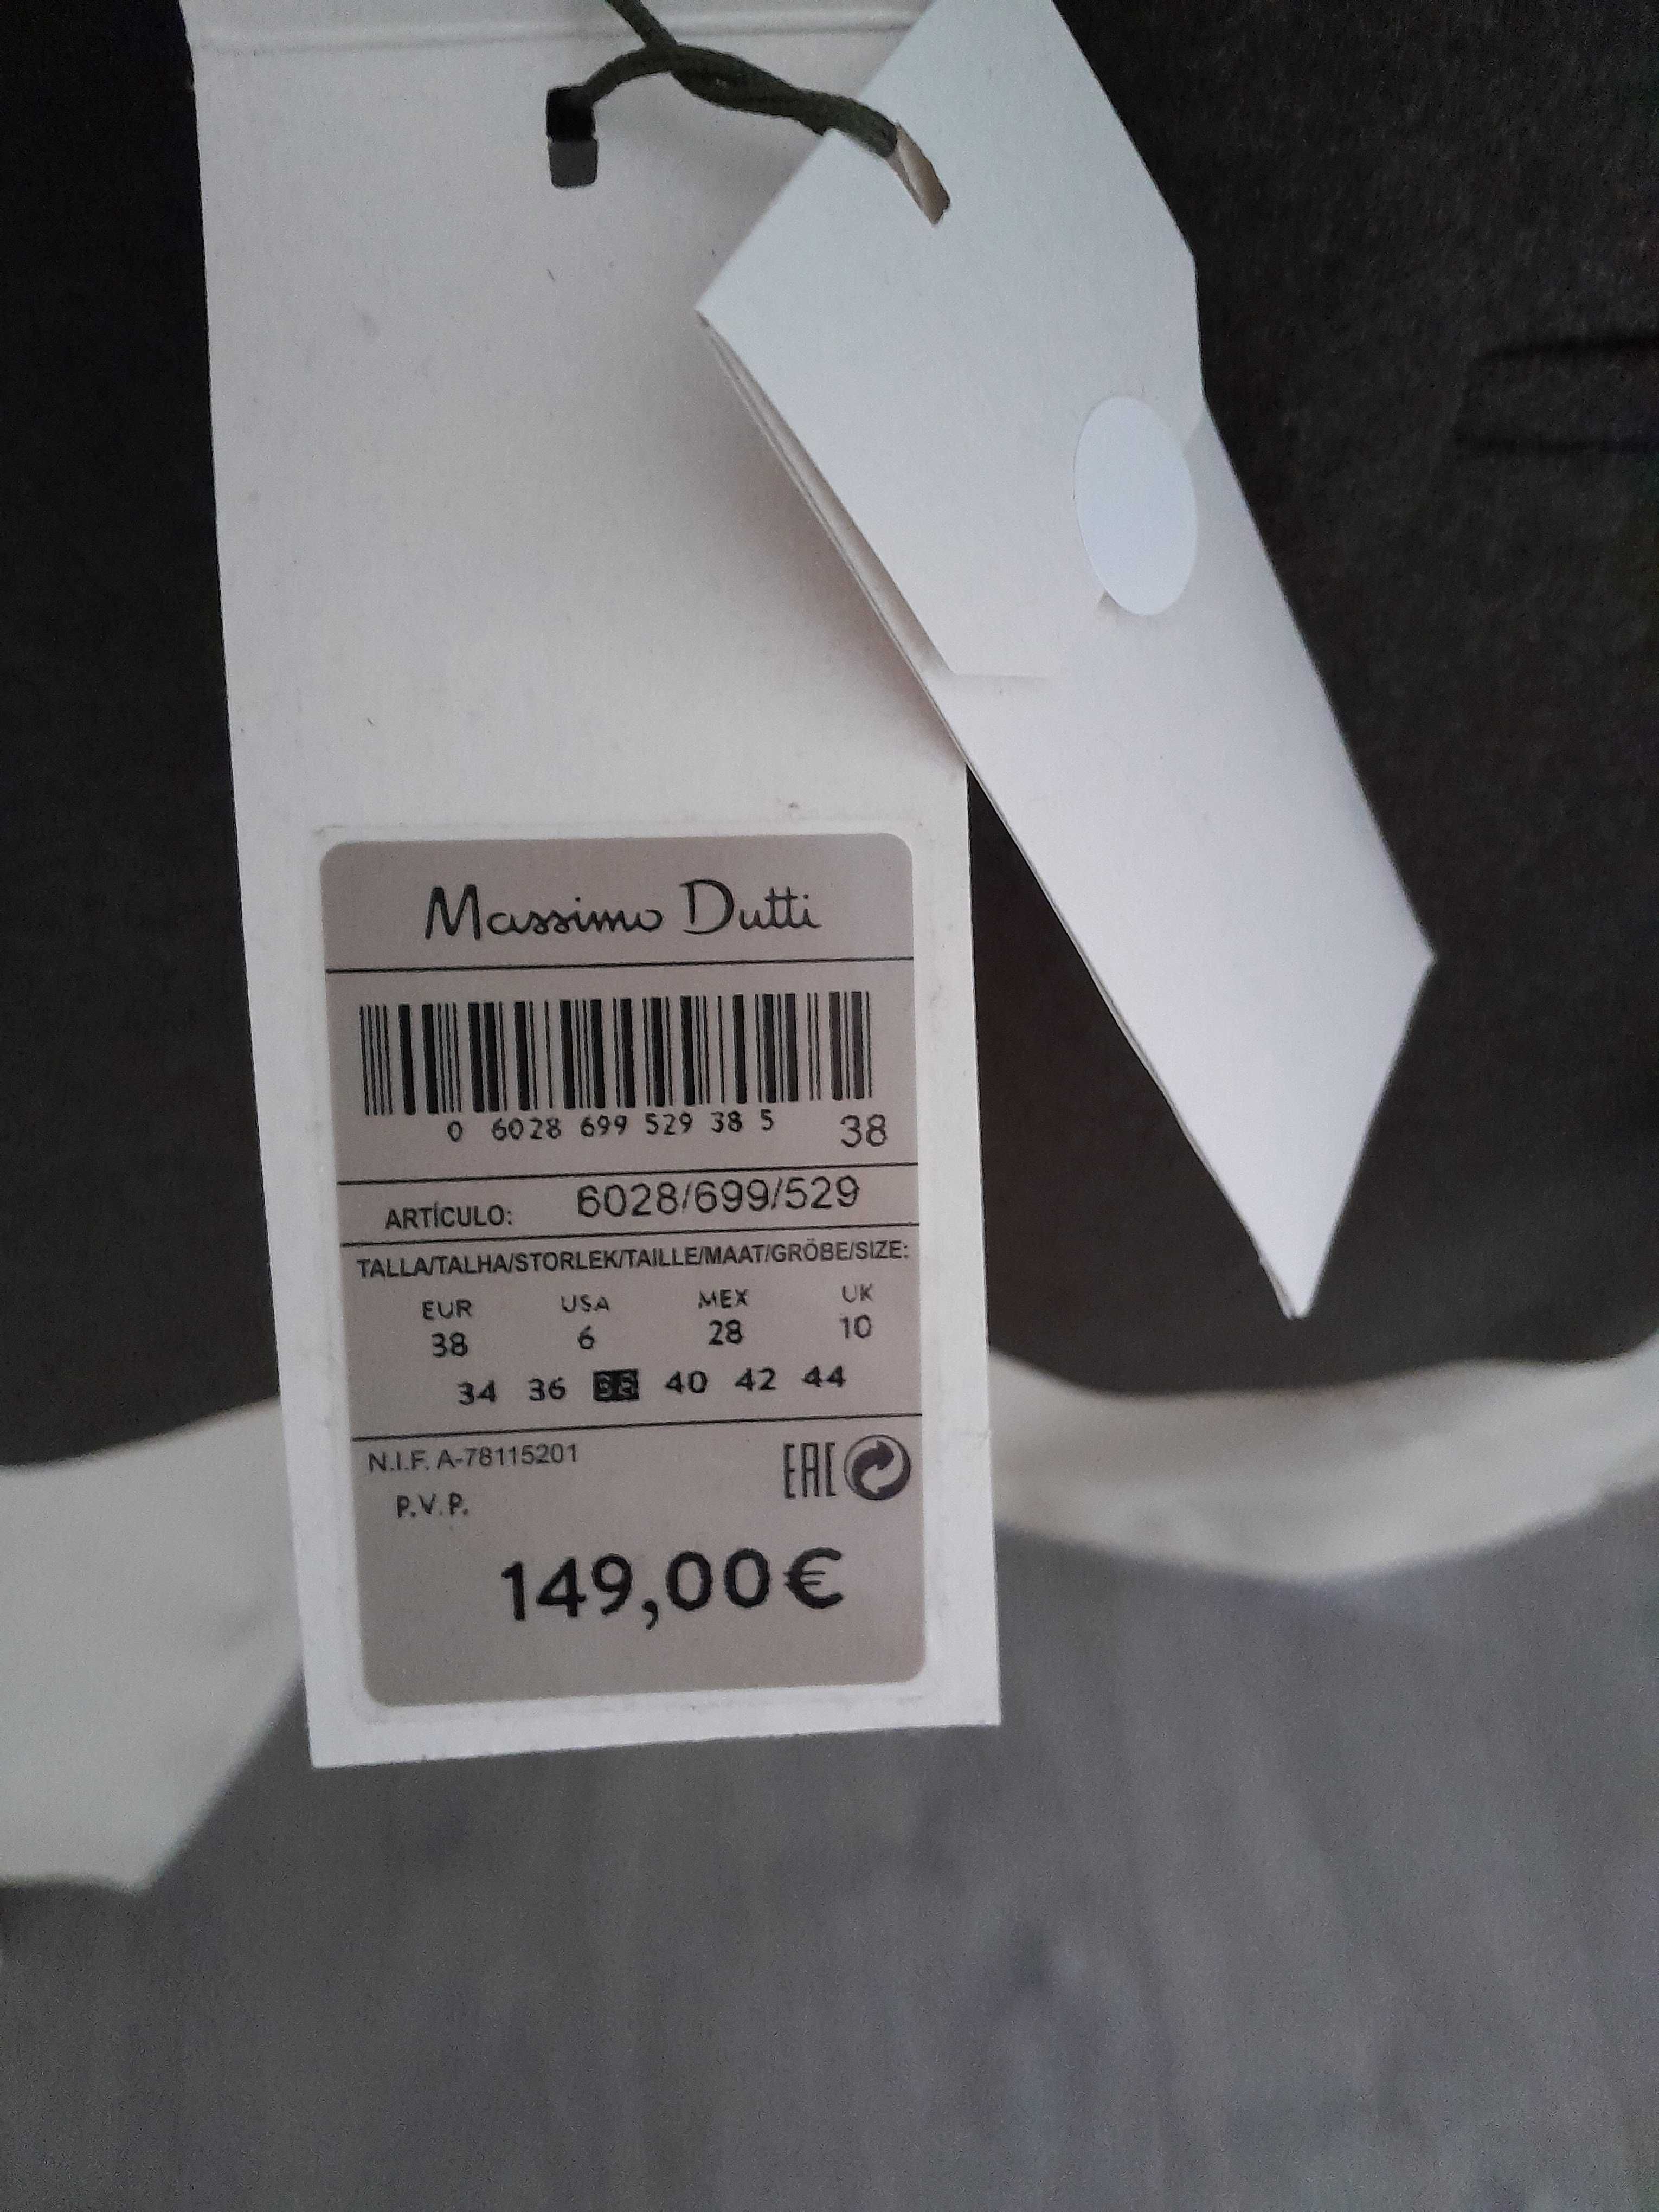 Massimo Dutti
0 6028 699 529 38 5 38
ARTÍCULO: 6028/699/529
TALLA/TALHA/STORLEK/TAILLE/MAAT/GRÖBE/SIZE:
EUR USA MEX UK
38 6 28 10
34 36 38 40 42 44
N.I.F. A-78115201 EAC
P.V.P.
149,00€